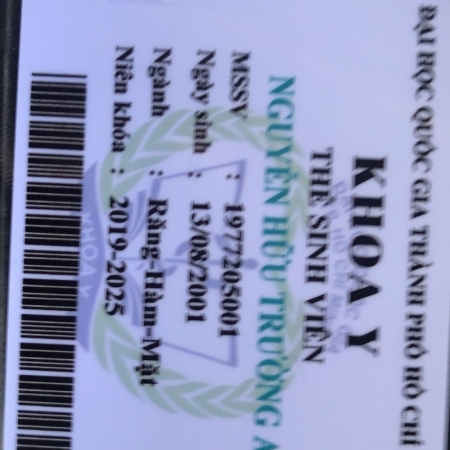 ĐẠI HỌC QUỐC GIA THÀNH PHỐ HỒ CHÍ
KHOA Y
THẺ SINH VIÊN
NGUYỄN HỮU TRƯỜNG A
MSSV : 1977205001
Ngày sinh : 13/08/2001
Ngành : Răng-Hàm-Mặt
Niên khóa : 2019-2025
KHOA Y